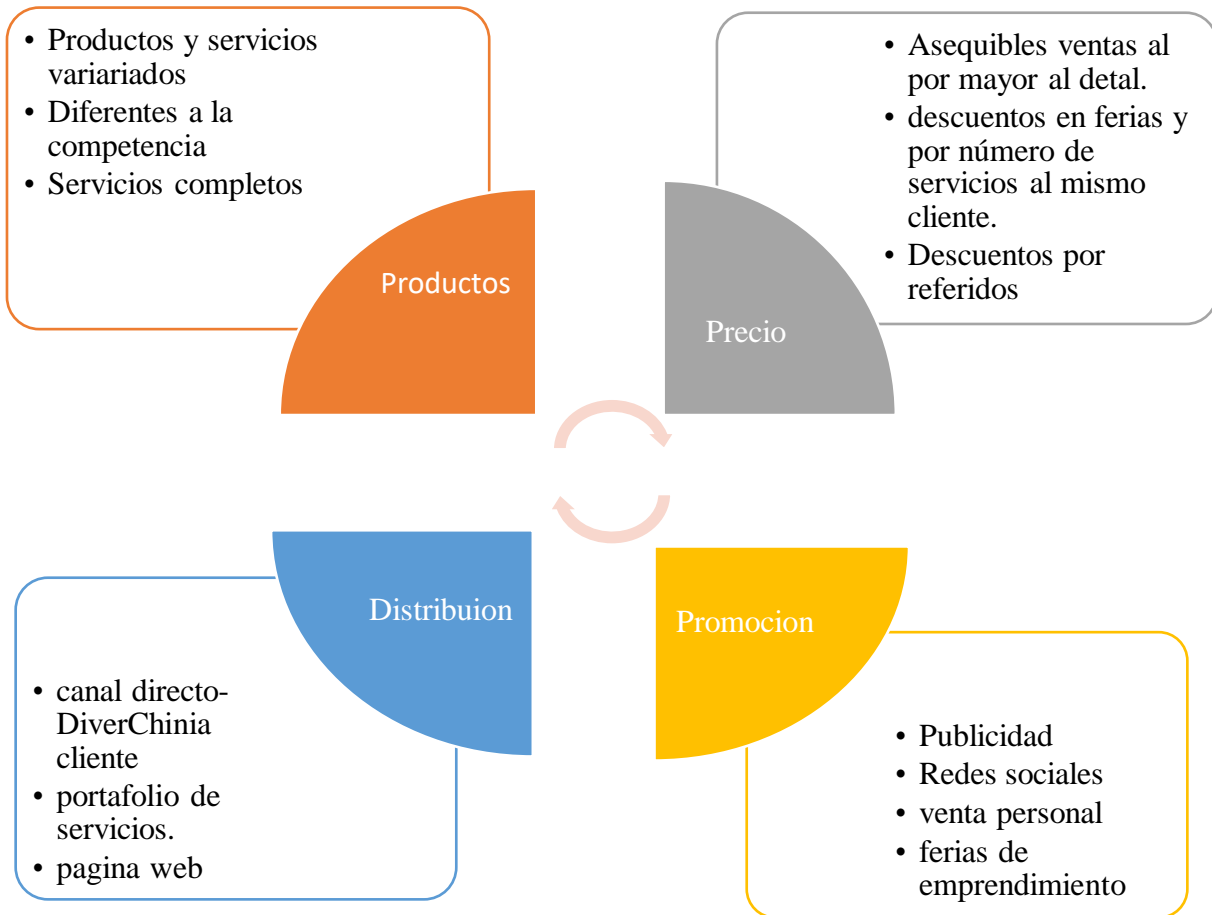 • Productos y servicios
variariados
• Diferentes a la
competencia
• Servicios completos
Productos
• Asequibles ventas al
por mayor al detal.
• descuentos en ferias y
por número de
servicios al mismo
cliente.
• Descuentos por
referidos
Precio
Distribuion
• canal directo-
DiverChinia
cliente
• portafolio de
servicios.
• pagina web
Promocion
• Publicidad
• Redes sociales
• venta personal
• ferias de
emprendimiento